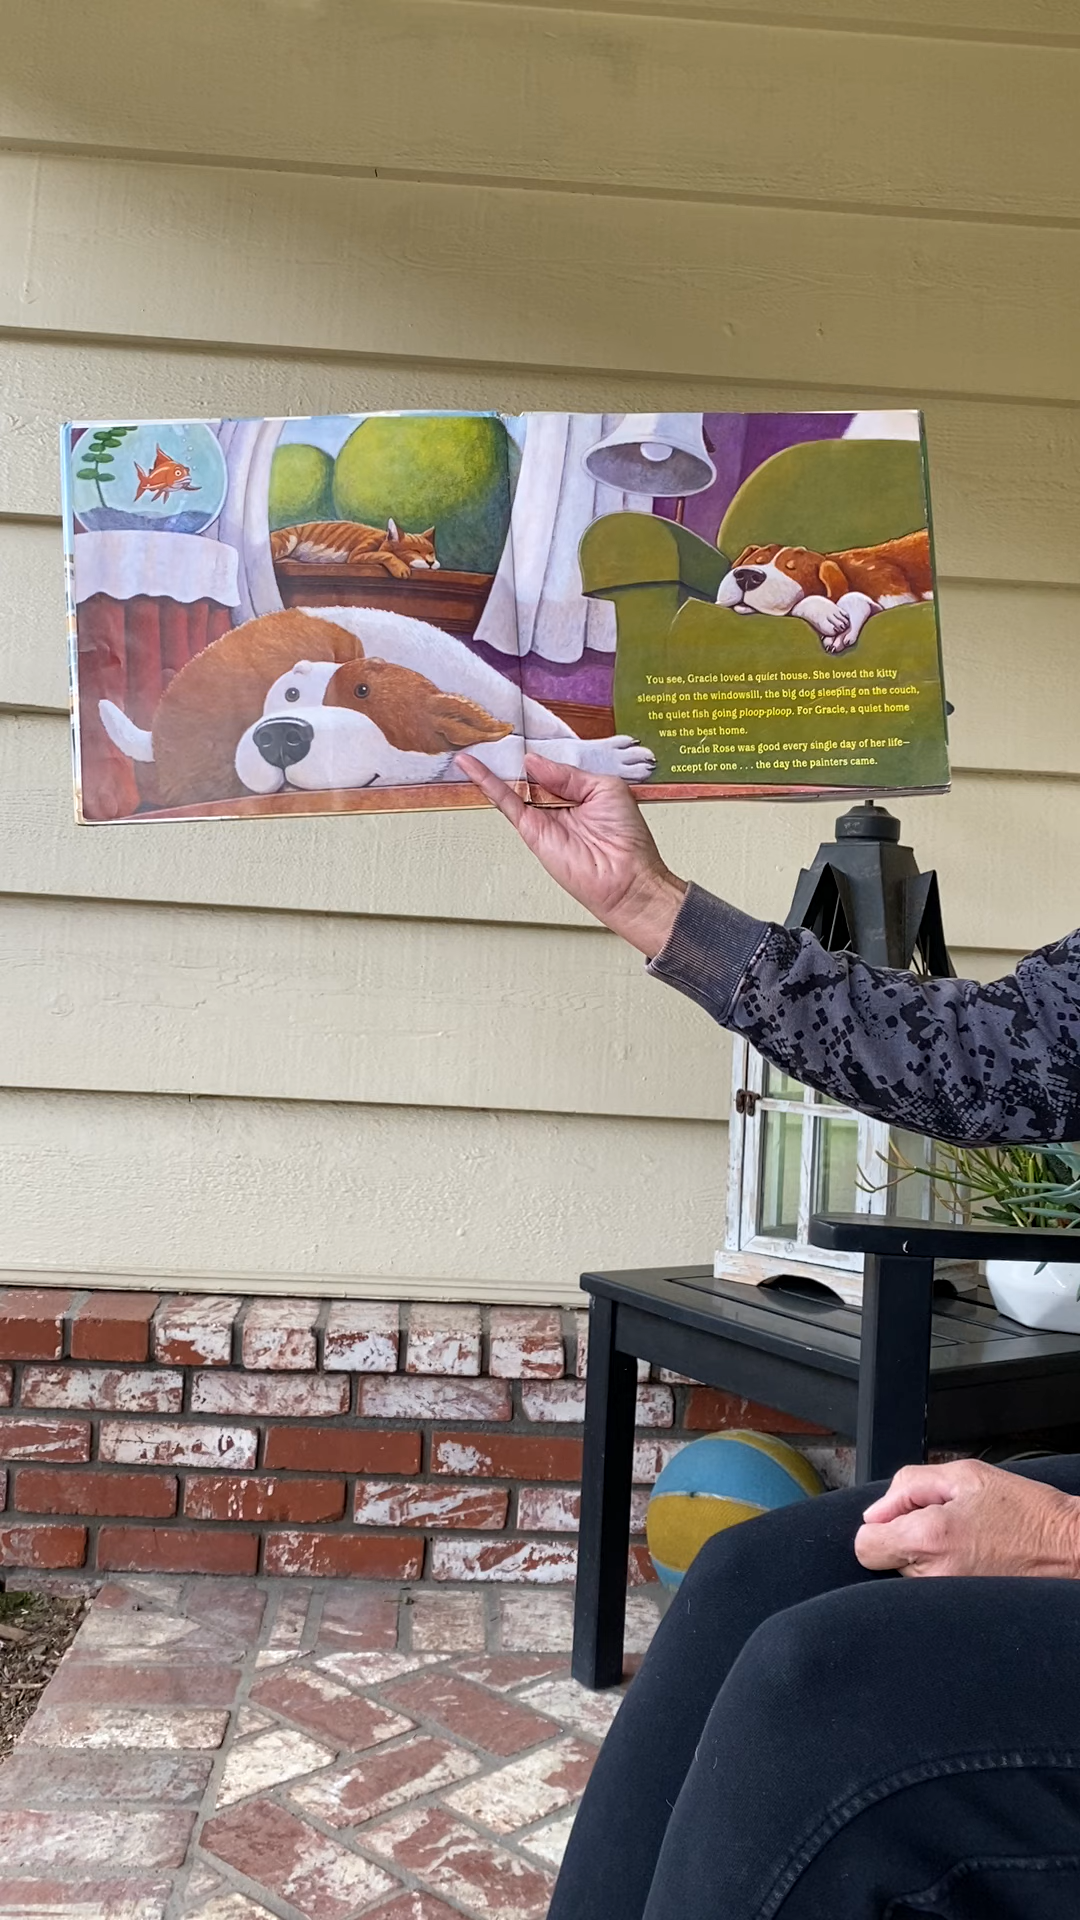 You see, Gracie loved a quiet house. She loved the kitty
sleeping on the windowsill, the big dog sleeping on the couch,
the quiet fish going ploop-ploop. For Gracie, a quiet home
was the best home.
Gracie Rose was good every single day of her life—
except for one . . . the day the painters came.